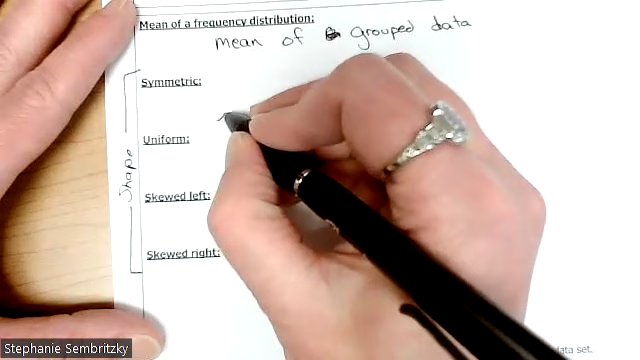 Mean of a frequency distribution:
mean of grouped data
Symmetric:
Shape
Uniform:
Skewed left:
Skewed right:
data set.
Stephanie Sembritzky